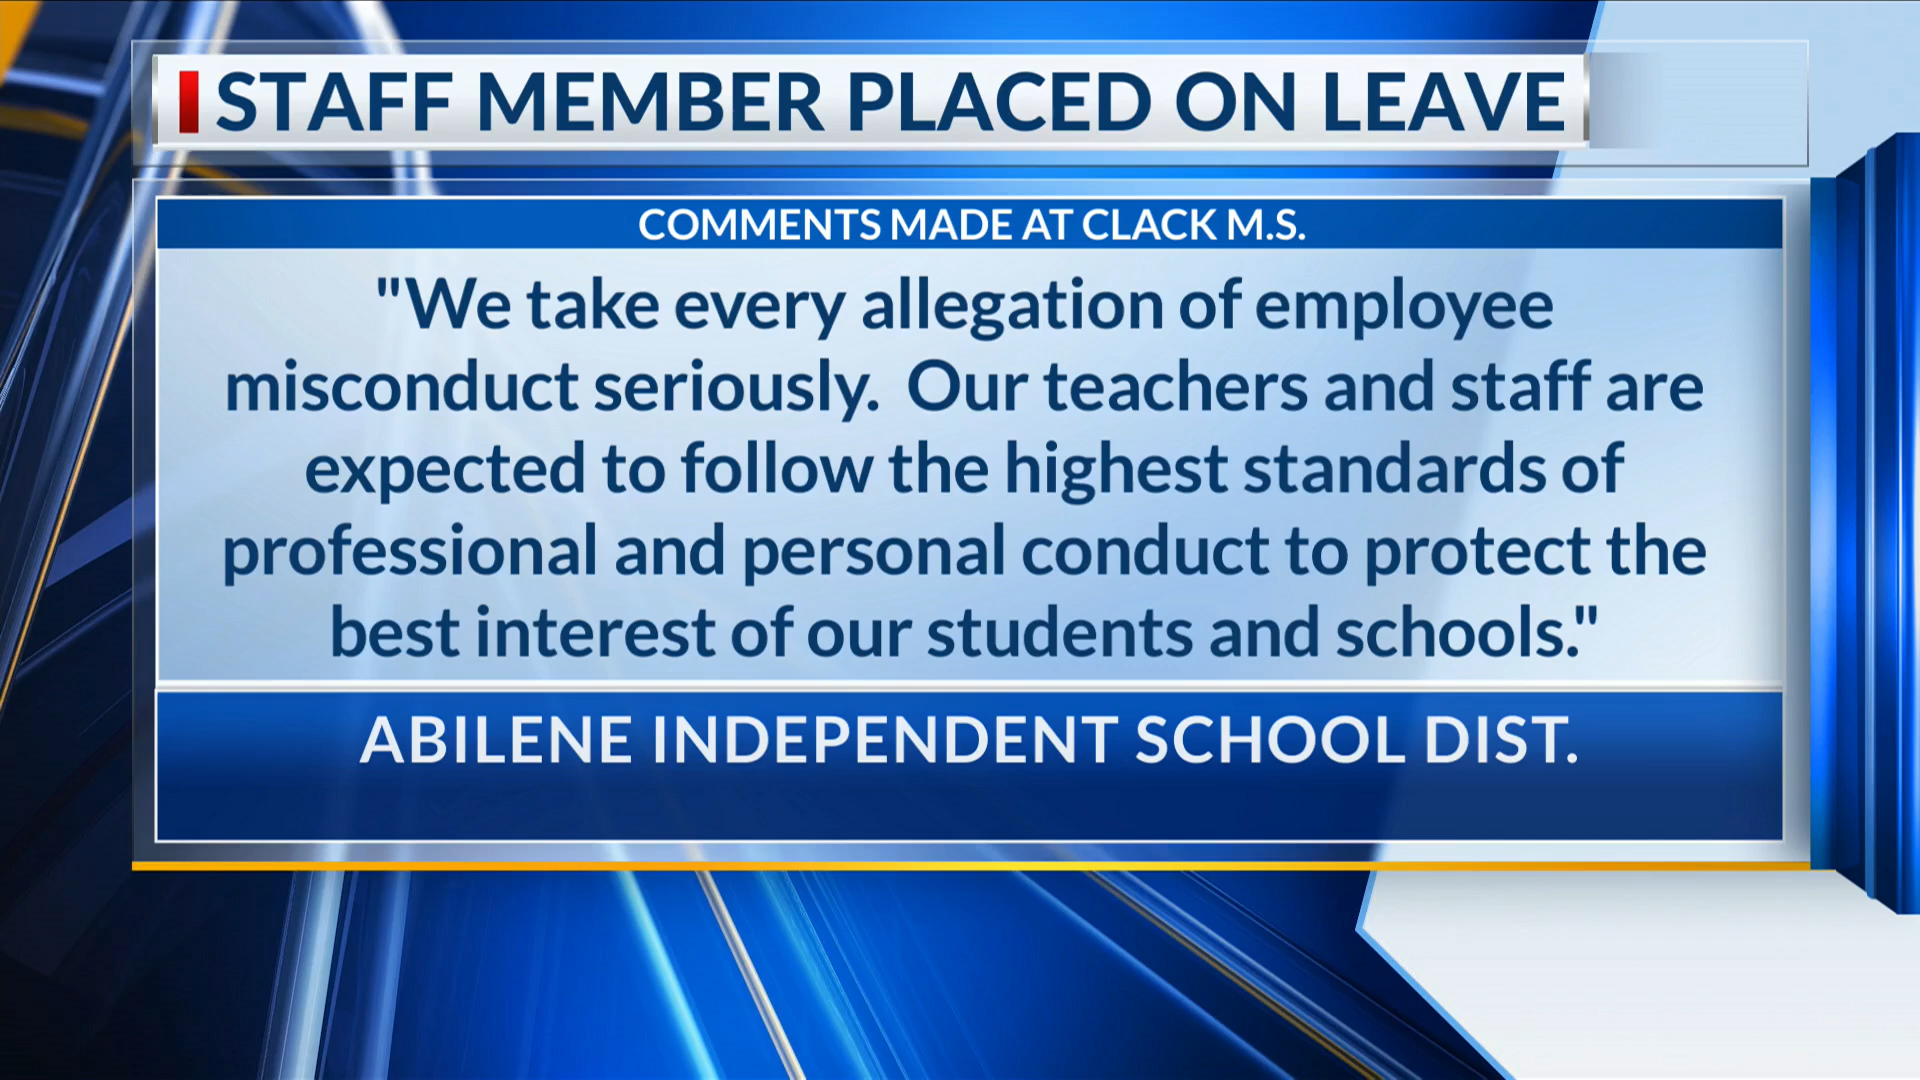 STAFF MEMBER PLACED ON LEAVE
COMMENTS MADE AT CLACK M.S.
"We take every allegation of employee
misconduct seriously.  Our teachers and staff are
expected to follow the highest standards of
professional and personal conduct to protect the
best interest of our students and schools."
ABILENE INDEPENDENT SCHOOL DIST.